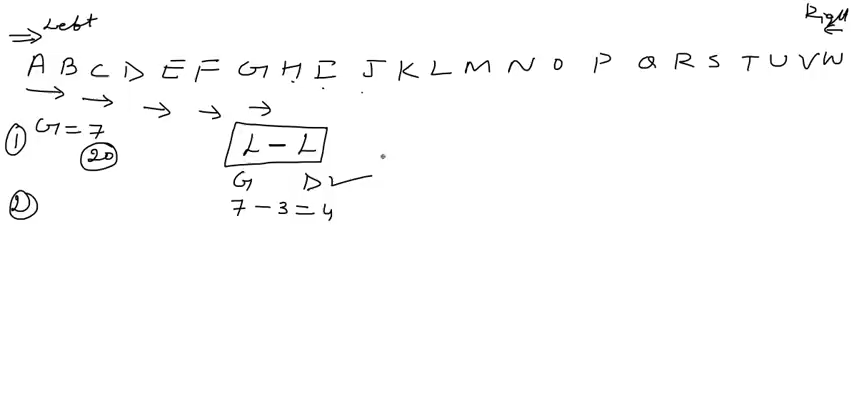 Left Right
A B C D E F G H I J K L M N O P Q R S T U V W
① G = 7
20
L - L
G D
② 7 - 3 = 4